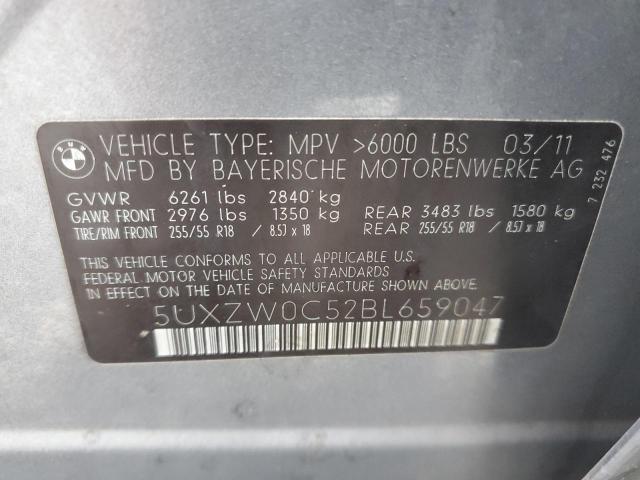 BMW
VEHICLE TYPE: MPV >6000 LBS 03/11
MFD BY BAYERISCHE MOTORENWERKE AG
GVWR 6261 lbs 2840 kg
GAWR FRONT 2976 lbs 1350 kg REAR 3483 lbs 1580 kg
TIRE/RIM FRONT 255/55 R18 / 8.5J x 18 REAR 255/55 R18 / 8.5J x 18
THIS VEHICLE CONFORMS TO ALL APPLICABLE U.S.
FEDERAL MOTOR VEHICLE SAFETY STANDARDS
IN EFFECT ON THE DATE OF MANUFACTURE SHOWN ABOVE.
5UXZW0C52BL659047
7 232 476